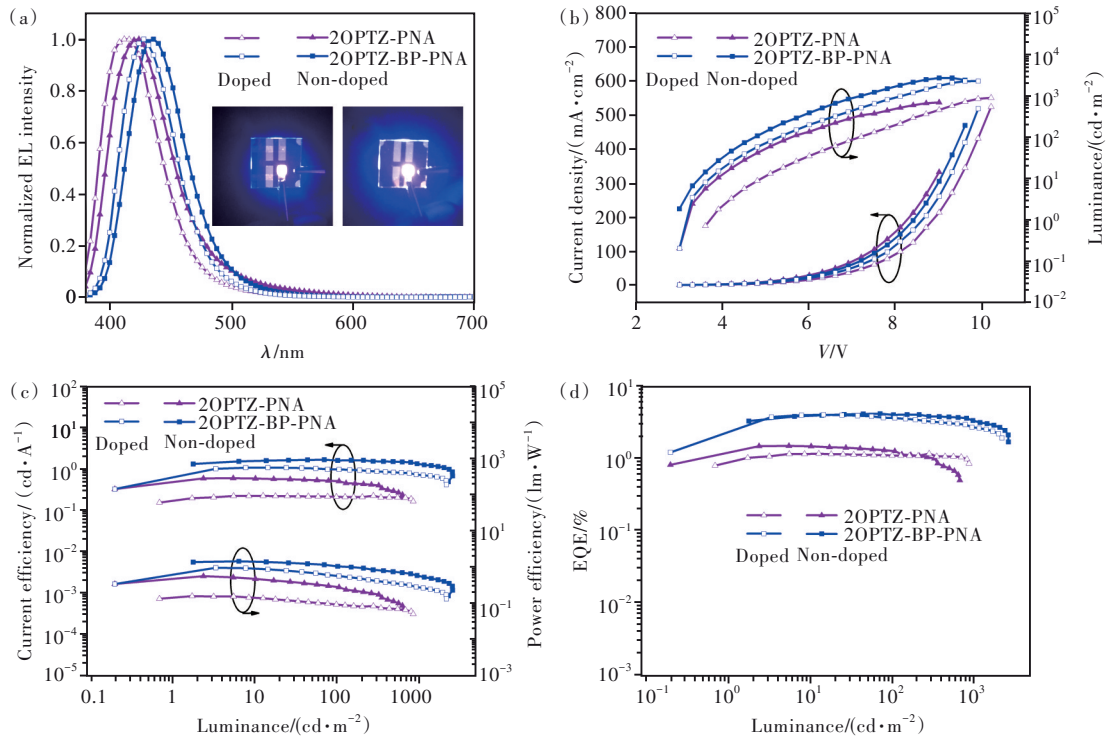 (a)
Normalized EL intensity
1.0
0.8
0.6
0.4
0.2
0
400
500
600
700
λ/nm
2OPTZ-PNA
2OPTZ-BP-PNA
Doped Non-doped
(b)
Current density/(mA·cm⁻²)
800
700
600
500
400
300
200
100
0
2
4
6
8
10
V/V
10⁵
10⁴
10³
10²
10¹
10⁰
10⁻¹
10⁻²
Luminance/(cd·m⁻²)
2OPTZ-PNA
2OPTZ-BP-PNA
Doped Non-doped
(c)
Current efficiency/(cd·A⁻¹)
10²
10¹
10⁰
10⁻¹
10⁻²
10⁻³
10⁻⁴
10⁻⁵
0.1
1
10
100
1000
Luminance/(cd·m⁻²)
10⁵
10³
10¹
10⁻¹
10⁻³
Power efficiency/(lm·W⁻¹)
2OPTZ-PNA
2OPTZ-BP-PNA
Doped Non-doped
(d)
EQE/%
10¹
10⁰
10⁻¹
10⁻²
10⁻³
10⁻¹
10⁰
10¹
10²
10³
Luminance/(cd·m⁻²)
2OPTZ-PNA
2OPTZ-BP-PNA
Doped Non-doped